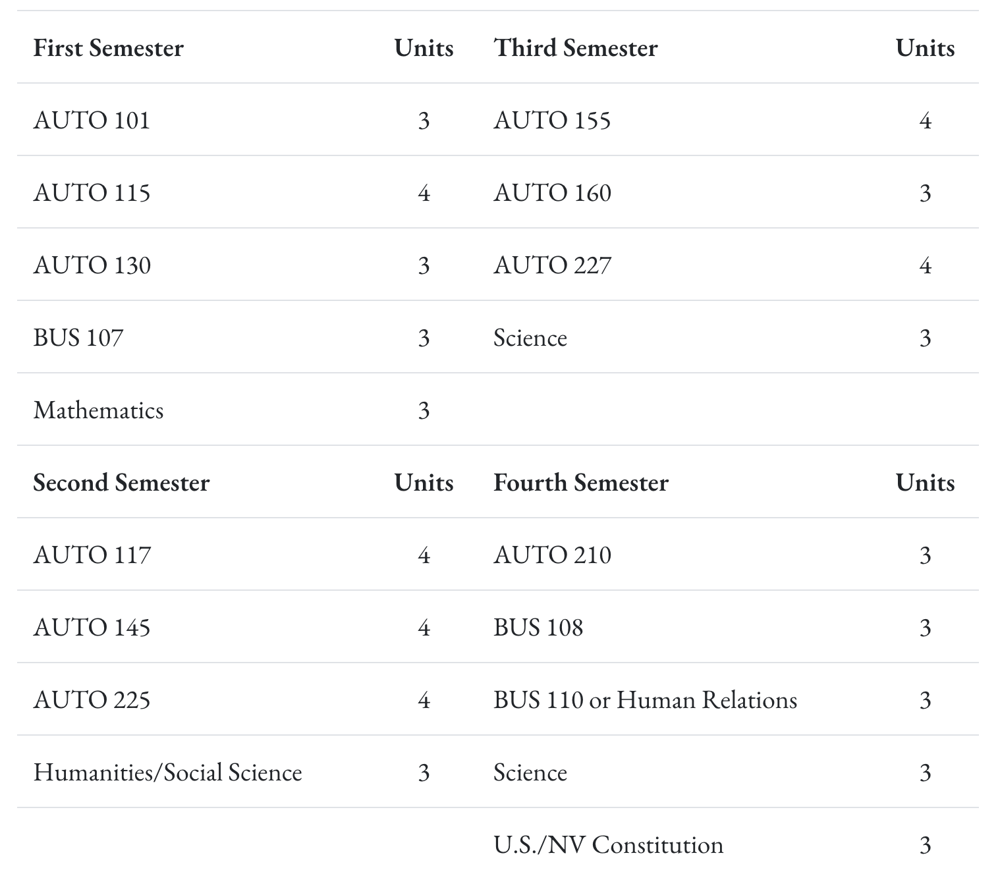 First Semester Units Third Semester Units
AUTO 101 3 AUTO 155 4
AUTO 115 4 AUTO 160 3
AUTO 130 3 AUTO 227 4
BUS 107 3 Science 3
Mathematics 3
Second Semester Units Fourth Semester Units
AUTO 117 4 AUTO 210 3
AUTO 145 4 BUS 108 3
AUTO 225 4 BUS 110 or Human Relations 3
Humanities/Social Science 3 Science 3
U.S./NV Constitution 3